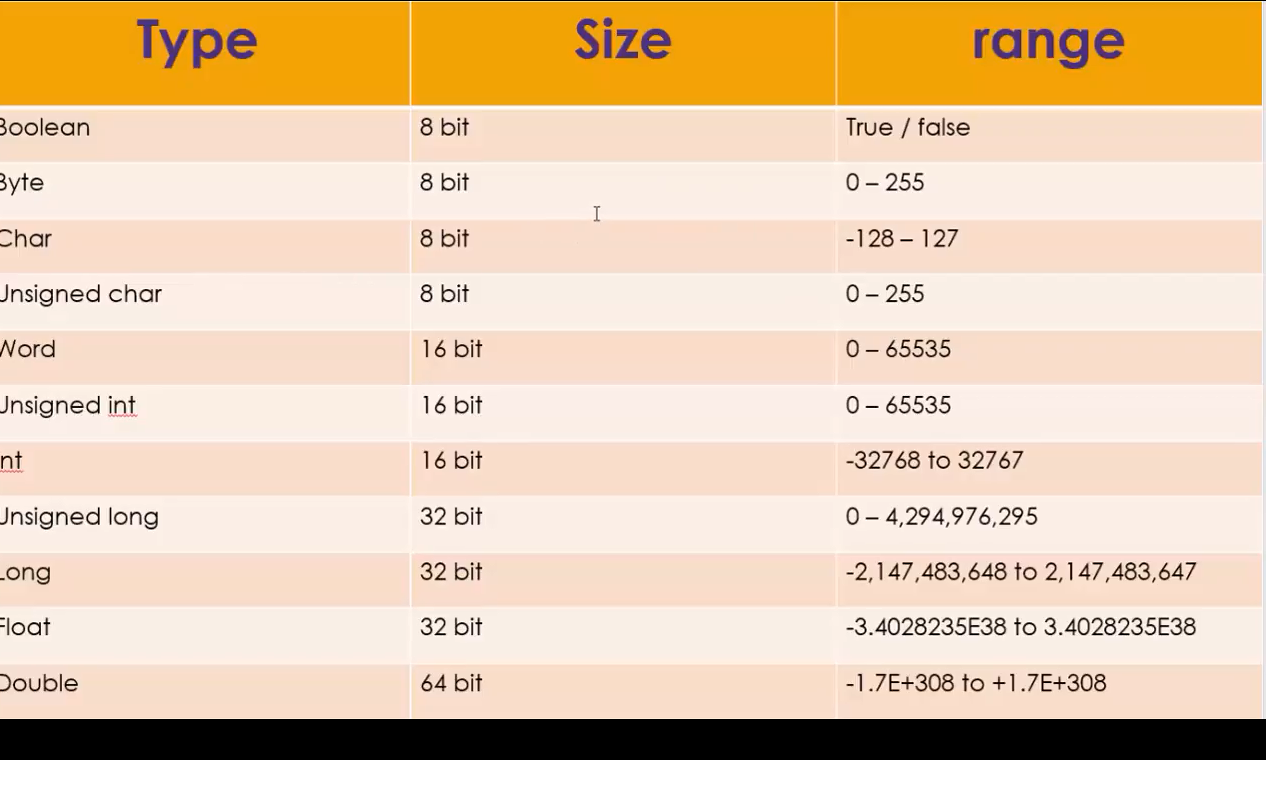 Type Size range
Boolean 8 bit True / false
Byte 8 bit 0 – 255
Char 8 bit -128 – 127
Unsigned char 8 bit 0 – 255
Word 16 bit 0 – 65535
Unsigned int 16 bit 0 – 65535
int 16 bit -32768 to 32767
Unsigned long 32 bit 0 – 4,294,976,295
Long 32 bit -2,147,483,648 to 2,147,483,647
Float 32 bit -3.4028235E38 to 3.4028235E38
Double 64 bit -1.7E+308 to +1.7E+308